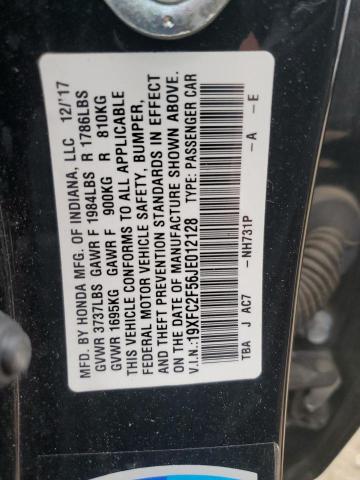 MFD. BY HONDA MFG. OF INDIANA, LLC 12/'17
GVWR 3737LBS GAWR F 1984LBS R 1786LBS
GVWR 1695KG GAWR F 900KG R 810KG
THIS VEHICLE CONFORMS TO ALL APPLICABLE
FEDERAL MOTOR VEHICLE SAFETY, BUMPER,
AND THEFT PREVENTION STANDARDS IN EFFECT
ON THE DATE OF MANUFACTURE SHOWN ABOVE.
V.I.N.:19XFC2F56JE012128 TYPE: PASSENGER CAR
TBA J AC7 -NH731P -A -E